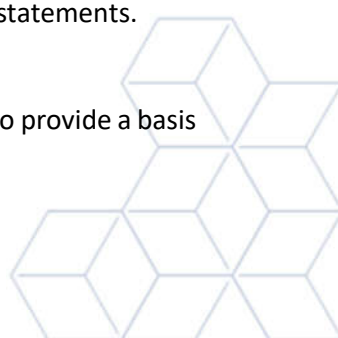 statements.
o provide a basis